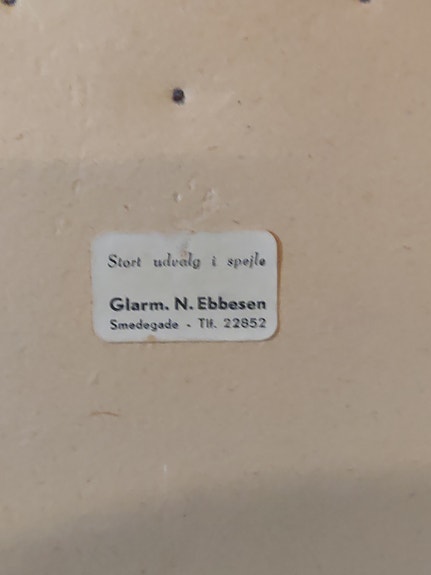 Stort udvalg i spejle
Glarm. N. Ebbesen
Smedegade - Tlf. 22852